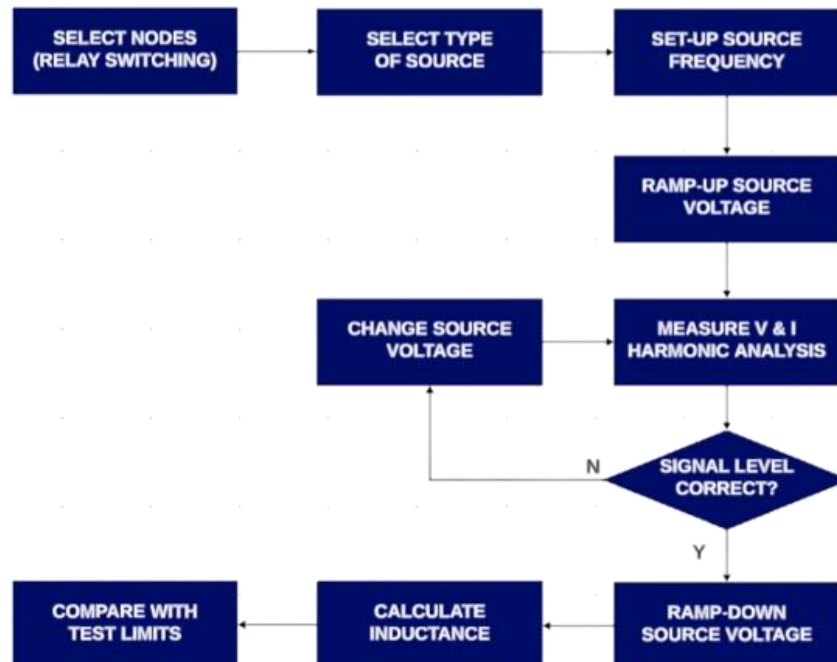 SELECT NODES
(RELAY SWITCHING)
SELECT TYPE
OF SOURCE
SET-UP SOURCE
FREQUENCY
RAMP-UP SOURCE
VOLTAGE
CHANGE SOURCE
VOLTAGE
MEASURE V & I
HARMONIC ANALYSIS
N
SIGNAL LEVEL
CORRECT?
Y
COMPARE WITH
TEST LIMITS
CALCULATE
INDUCTANCE
RAMP-DOWN
SOURCE VOLTAGE